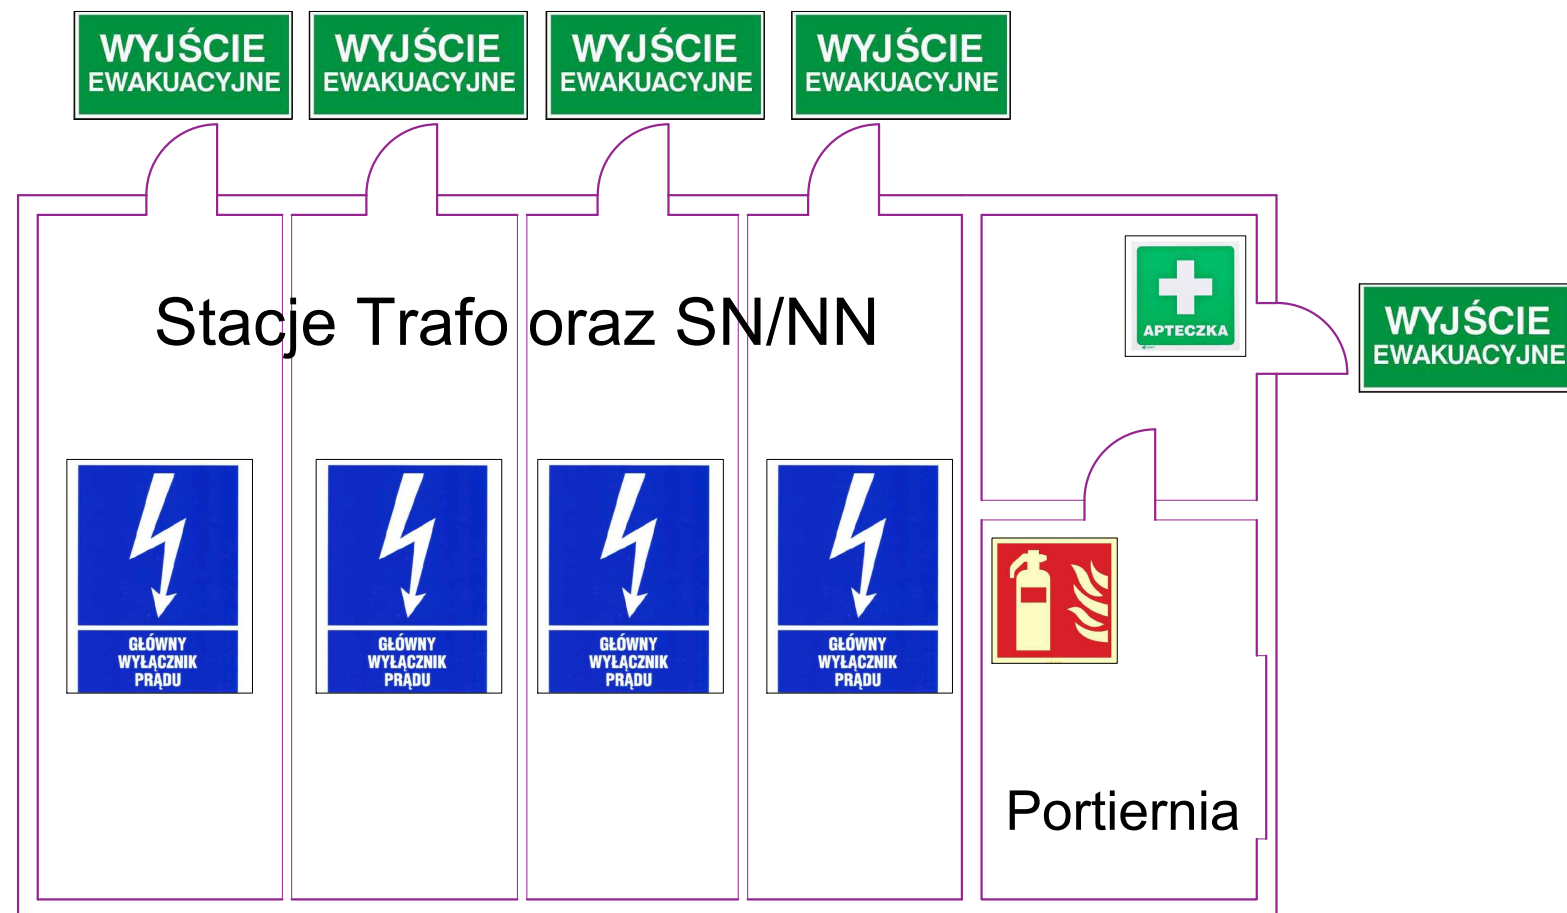 WYJŚCIE
EWAKUACYJNE
WYJŚCIE
EWAKUACYJNE
WYJŚCIE
EWAKUACYJNE
WYJŚCIE
EWAKUACYJNE
Stacje Trafo oraz SN/NN
APTECZKA
WYJŚCIE
EWAKUACYJNE
GŁÓWNY
WYŁĄCZNIK
PRĄDU
GŁÓWNY
WYŁĄCZNIK
PRĄDU
GŁÓWNY
WYŁĄCZNIK
PRĄDU
GŁÓWNY
WYŁĄCZNIK
PRĄDU
Portiernia